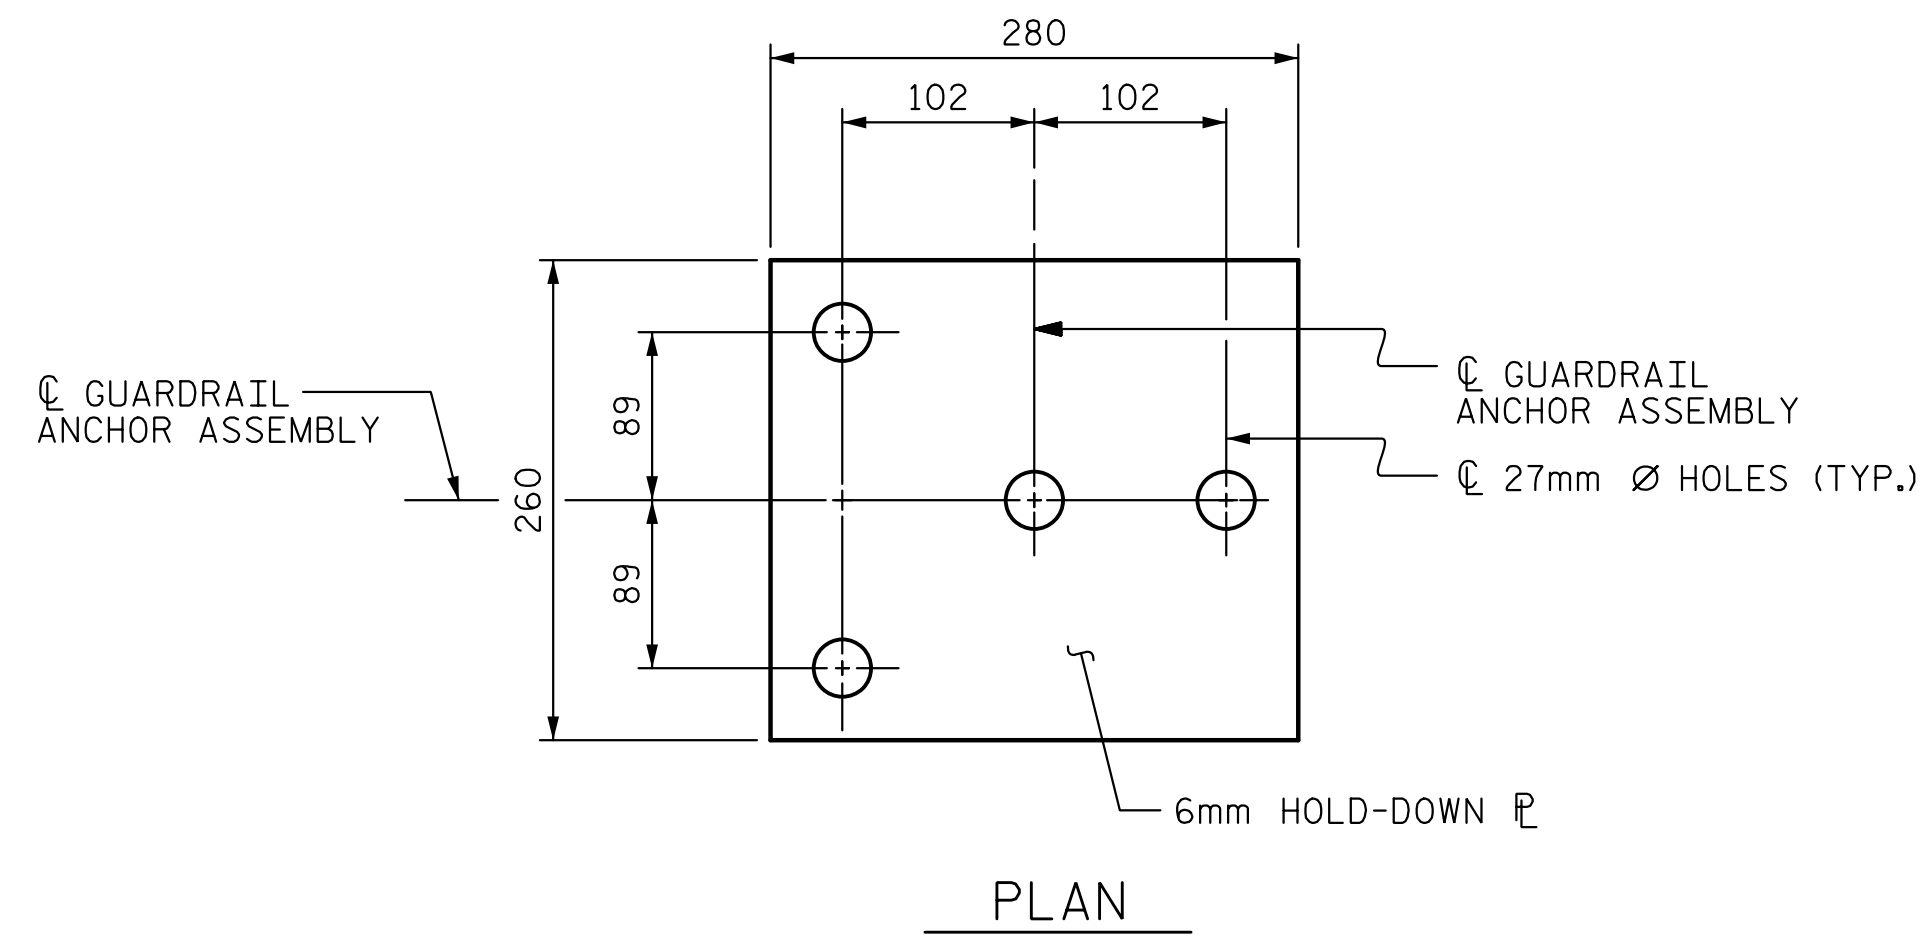 280
102 102
℄ GUARDRAIL
ANCHOR ASSEMBLY
89
260
89
℄ GUARDRAIL
ANCHOR ASSEMBLY
℄ 27mm Ø HOLES (TYP.)
6mm HOLD-DOWN ⅊
PLAN